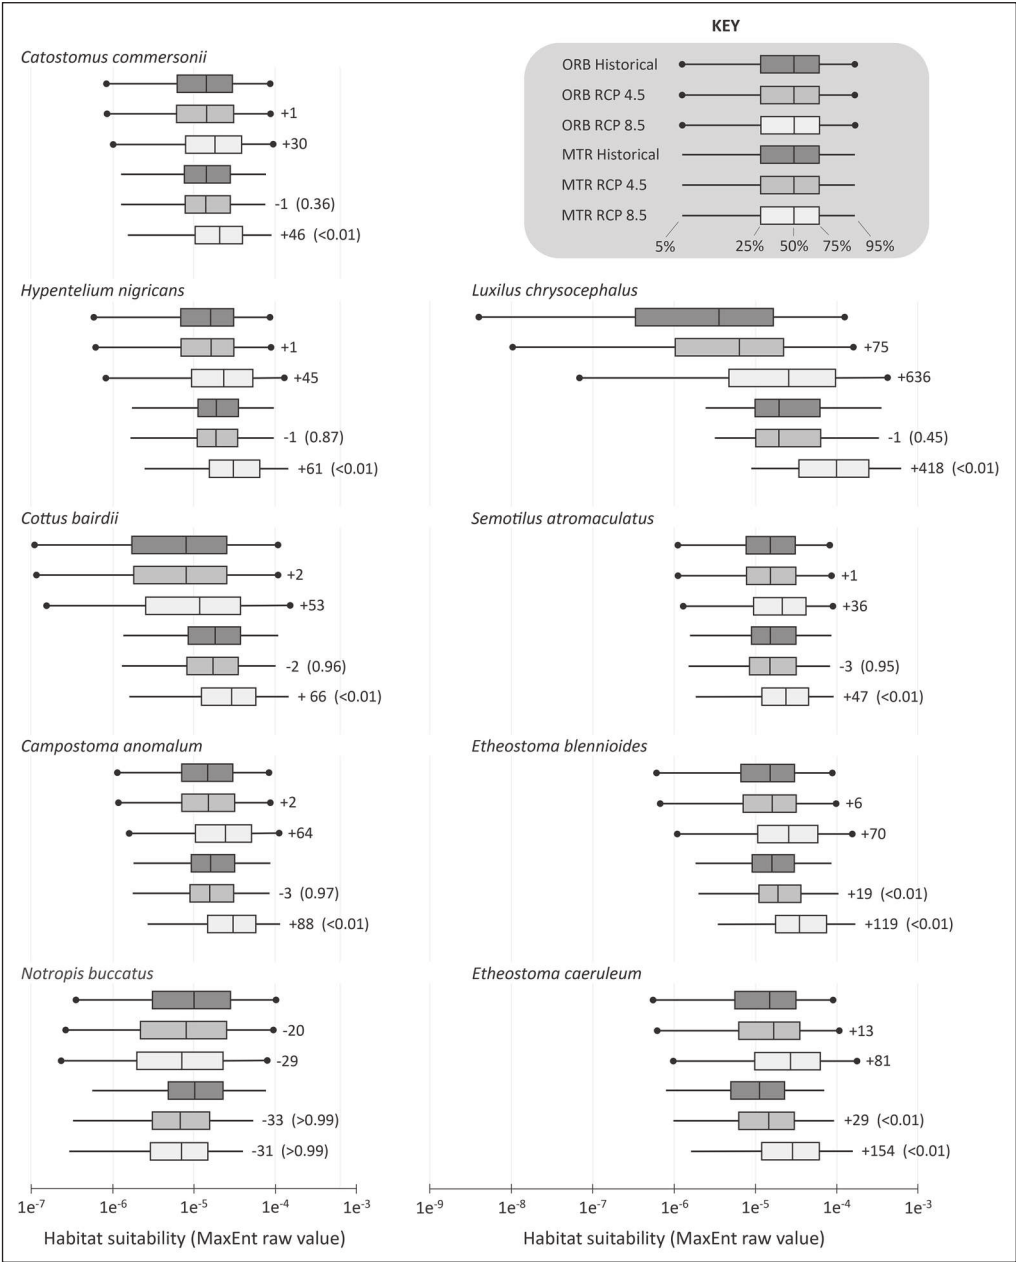 KEY
Catostomus commersonii
+1
+30
-1 (0.36)
+46 (<0.01)
ORB Historical
ORB RCP 4.5
ORB RCP 8.5
MTR Historical
MTR RCP 4.5
MTR RCP 8.5
5% 25% 50% 75% 95%
Hypentelium nigricans
+1
+45
-1 (0.87)
+61 (<0.01)
Luxilus chrysocephalus
+75
+636
-1 (0.45)
+418 (<0.01)
Cottus bairdii
+2
+53
-2 (0.96)
+ 66 (<0.01)
Semotilus atromaculatus
+1
+36
-3 (0.95)
+47 (<0.01)
Campostoma anomalum
+2
+64
-3 (0.97)
+88 (<0.01)
Etheostoma blennioides
+6
+70
+19 (<0.01)
+119 (<0.01)
Notropis buccatus
-20
-29
-33 (>0.99)
-31 (>0.99)
Etheostoma caeruleum
+13
+81
+29 (<0.01)
+154 (<0.01)
1e-7 1e-6 1e-5 1e-4 1e-3
Habitat suitability (MaxEnt raw value)
1e-9 1e-8 1e-7 1e-6 1e-5 1e-4 1e-3
Habitat suitability (MaxEnt raw value)